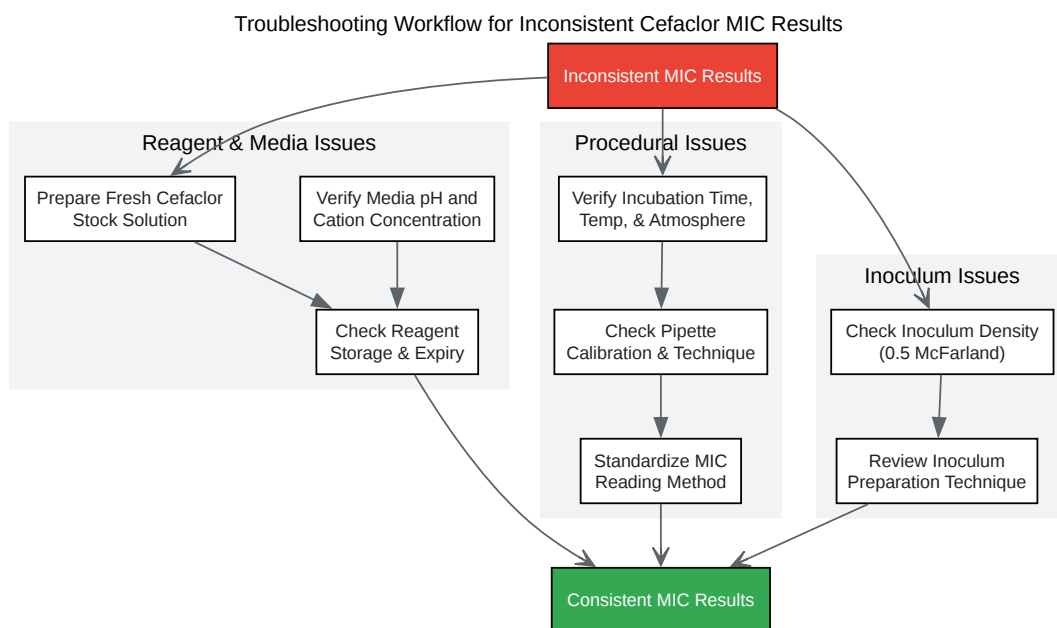 Troubleshooting Workflow for Inconsistent Cefaclor MIC Results
Inconsistent MIC Results
Reagent & Media Issues
Prepare Fresh Cefaclor
Stock Solution
Verify Media pH and
Cation Concentration
Check Reagent
Storage & Expiry
Procedural Issues
Verify Incubation Time,
Temp, & Atmosphere
Check Pipette
Calibration & Technique
Standardize MIC
Reading Method
Inoculum Issues
Check Inoculum Density
(0.5 McFarland)
Review Inoculum
Preparation Technique
Consistent MIC Results